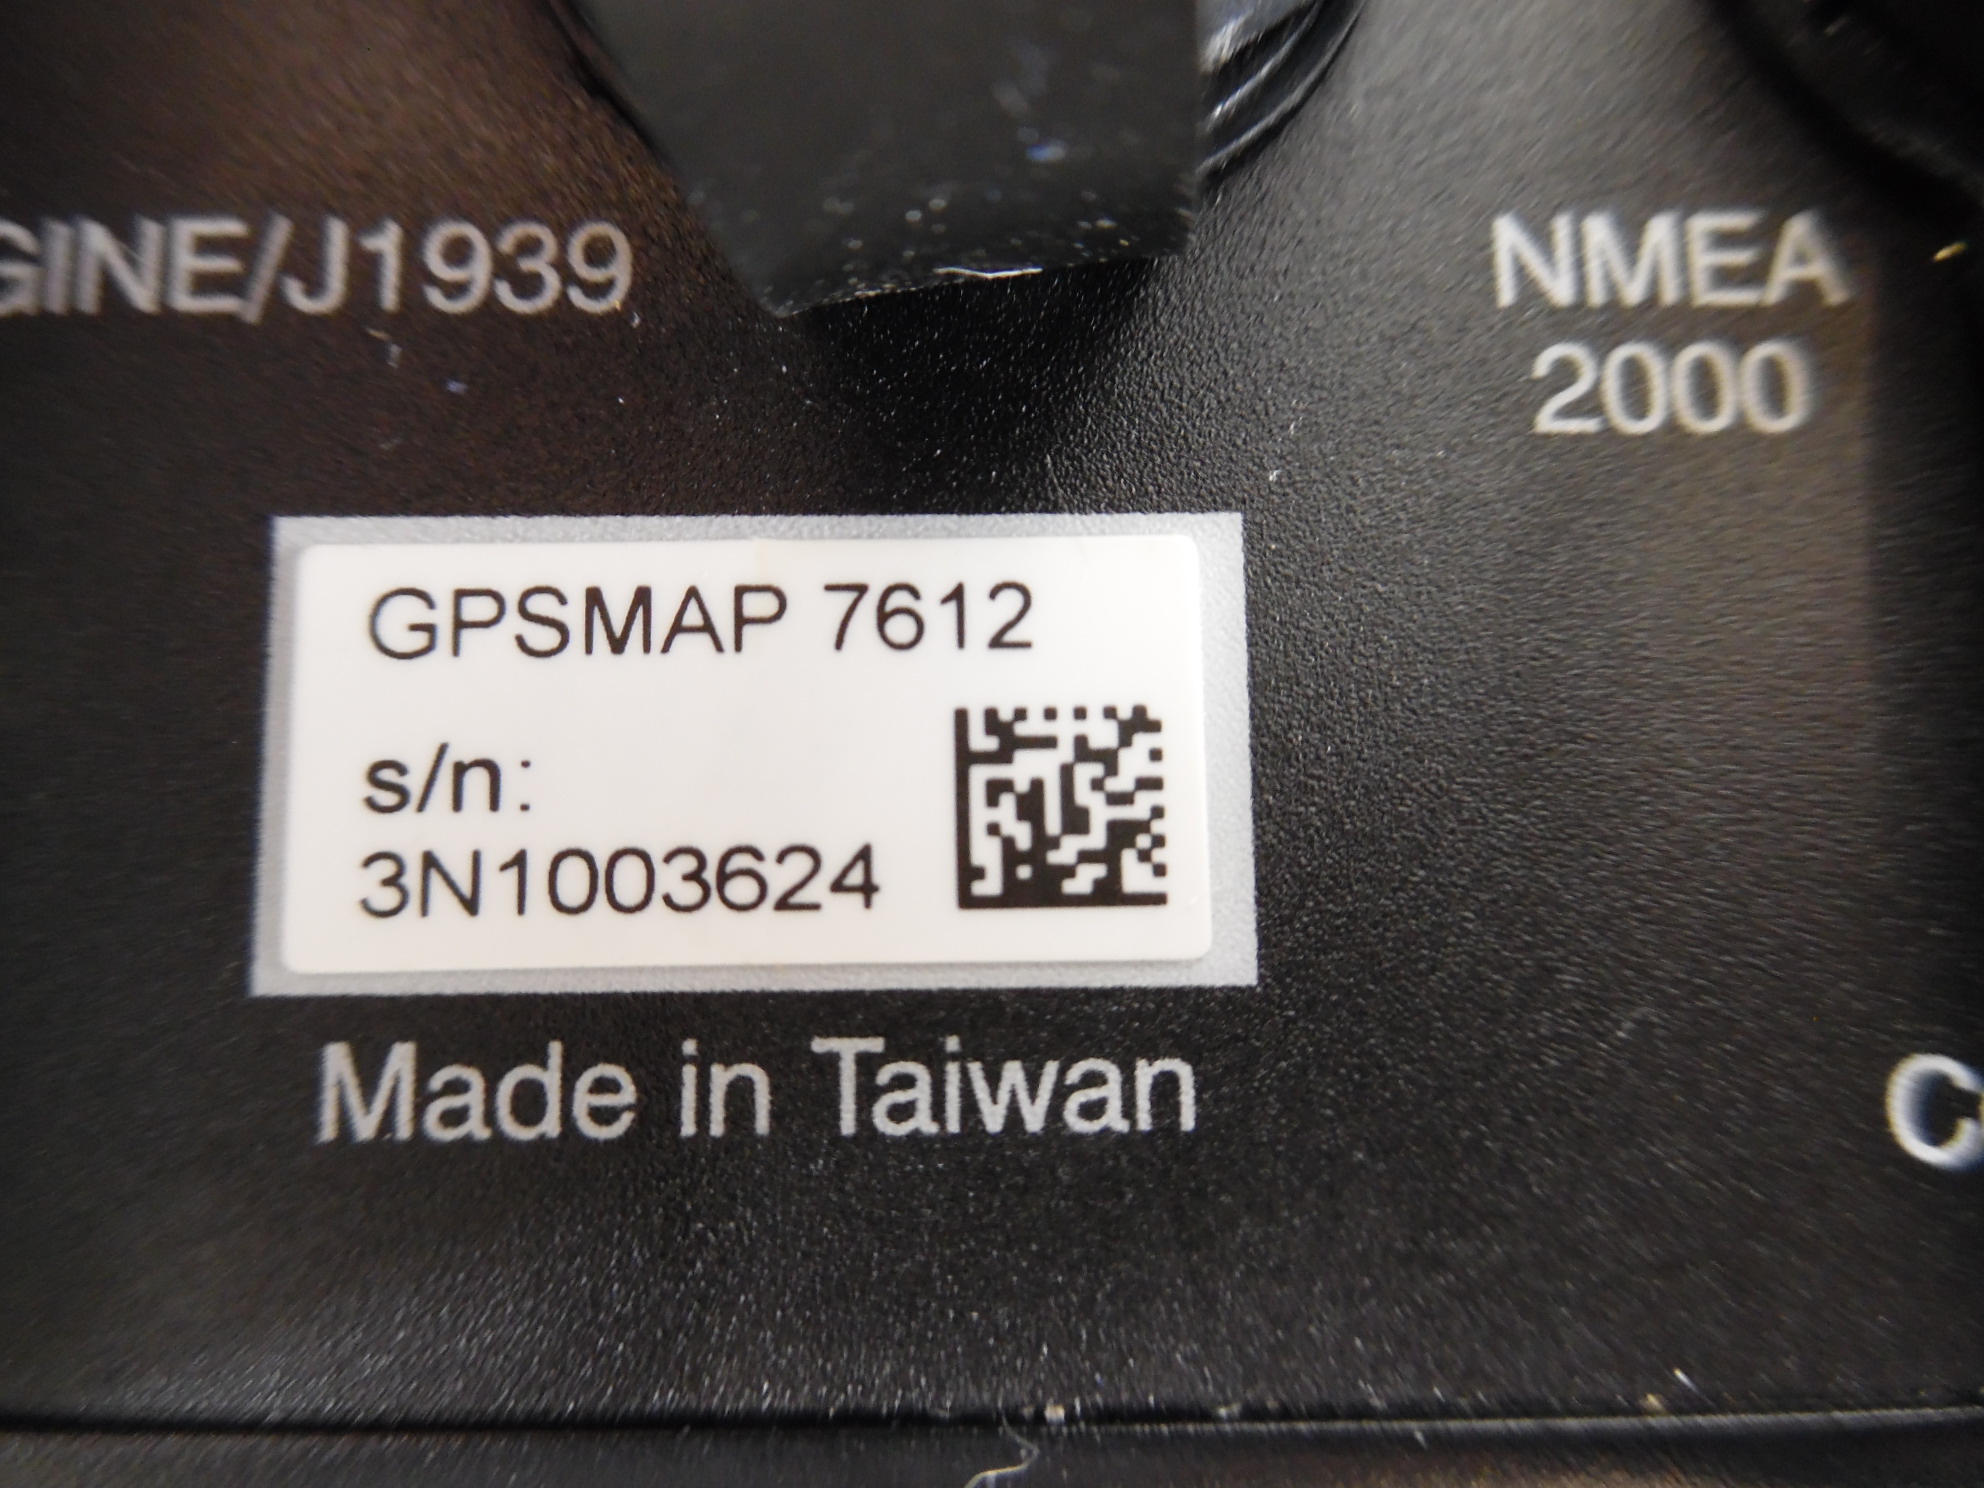 GINE/J1939
NMEA
2000
GPSMAP 7612
s/n:
3N1003624
Made in Taiwan
C